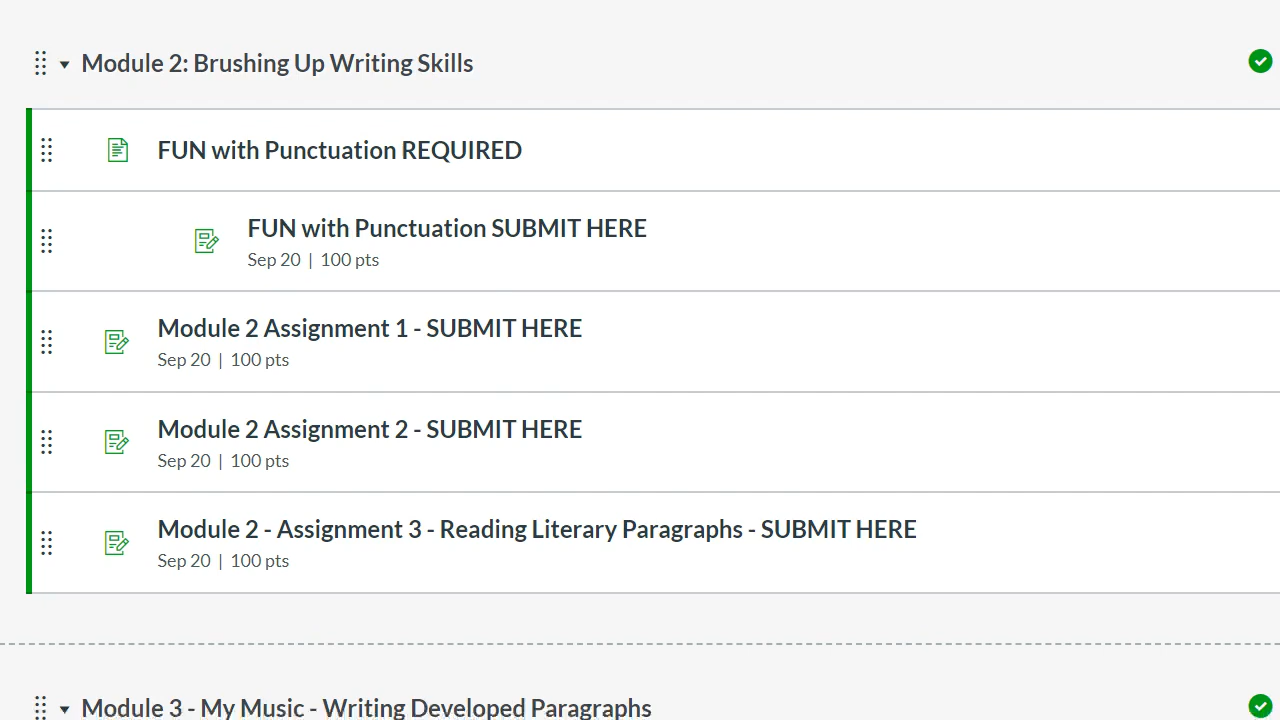 Module 2: Brushing Up Writing Skills
FUN with Punctuation REQUIRED
FUN with Punctuation SUBMIT HERE
Sep 20 | 100 pts
Module 2 Assignment 1 - SUBMIT HERE
Sep 20 | 100 pts
Module 2 Assignment 2 - SUBMIT HERE
Sep 20 | 100 pts
Module 2 - Assignment 3 - Reading Literary Paragraphs - SUBMIT HERE
Sep 20 | 100 pts
Module 3 - My Music - Writing Developed Paragraphs